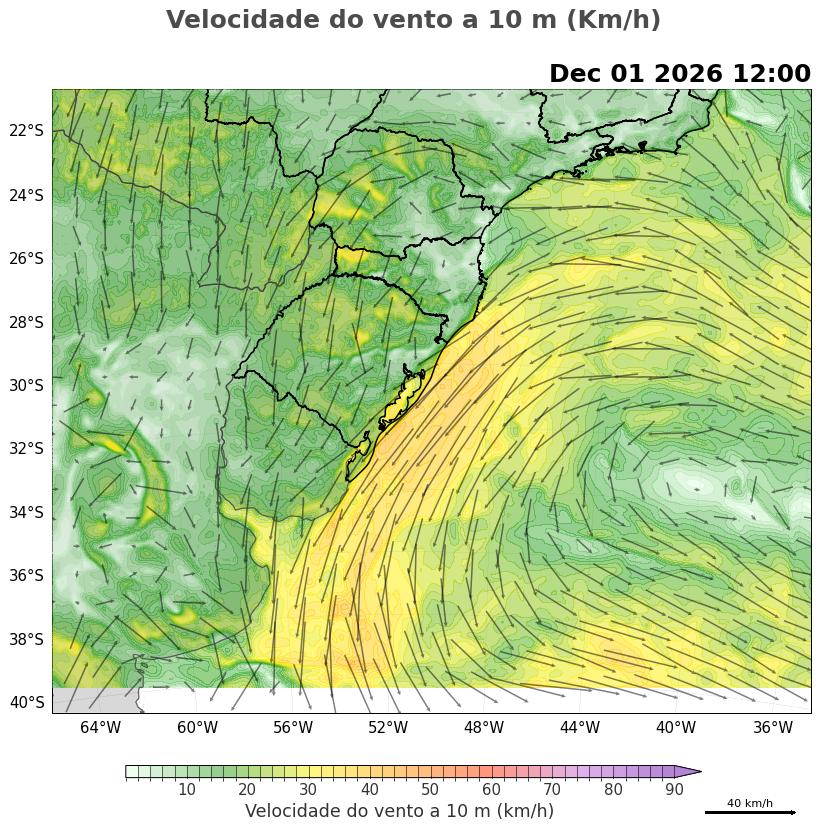 Velocidade do vento a 10 m (Km/h)
Dec 01 2026 12:00
22°S
24°S
26°S
28°S
30°S
32°S
34°S
36°S
38°S
40°S
64°W 60°W 56°W 52°W 48°W 44°W 40°W 36°W
10 20 30 40 50 60 70 80 90
Velocidade do vento a 10 m (km/h)
40 km/h